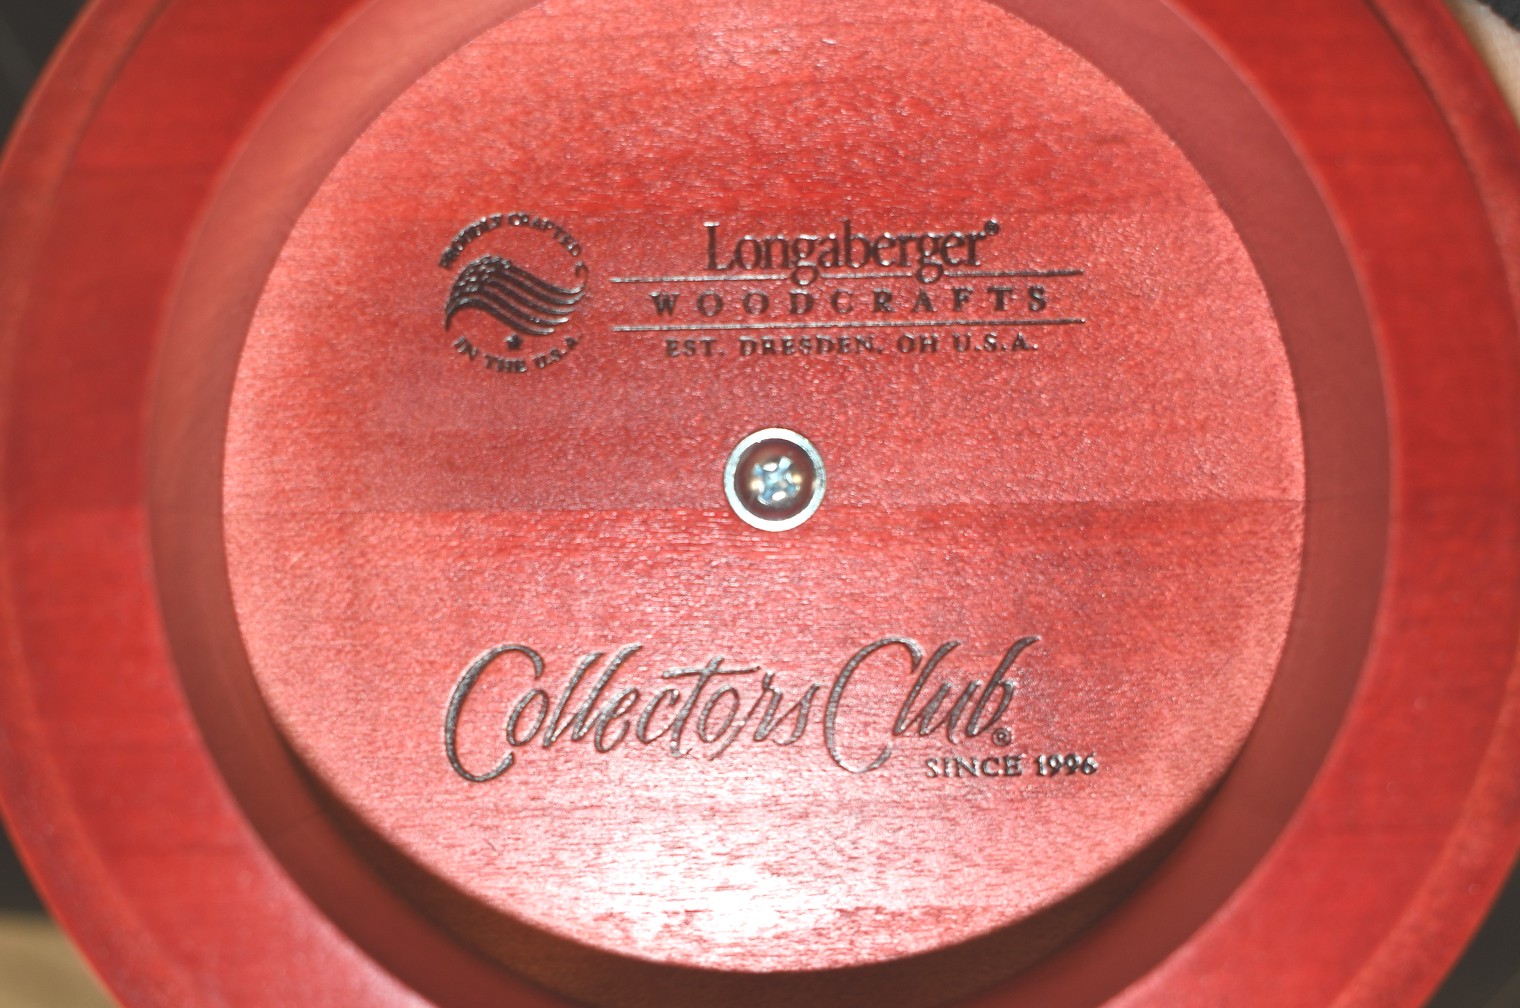 PROUDLY CRAFTED
IN THE U.S.A.
Longaberger®
WOODCRAFTS
EST. DRESDEN, OH U.S.A.
Collectors Club®
SINCE 1996